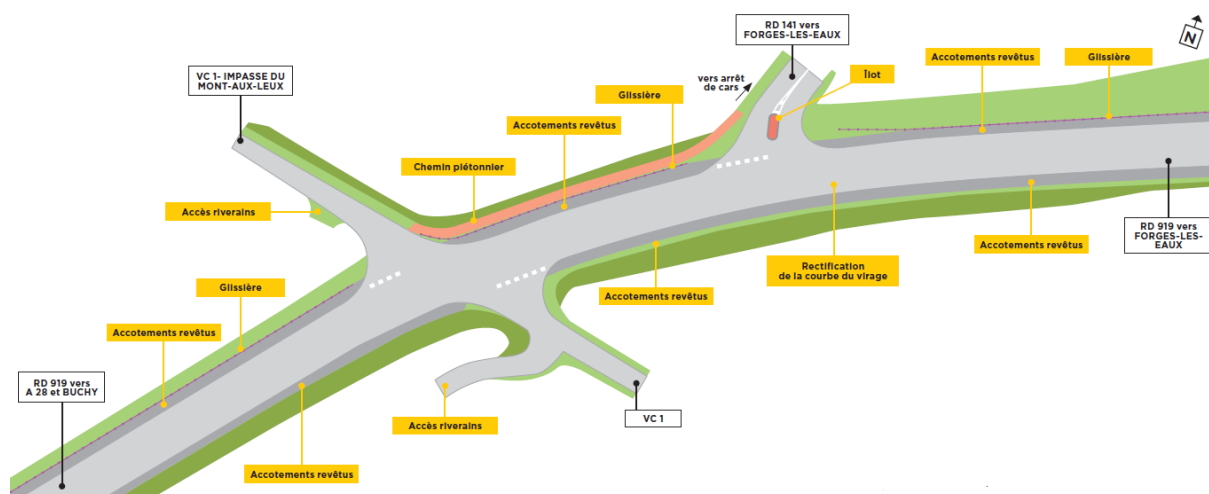 RD 141 vers
FORGES-LES-EAUX
N
VC 1- IMPASSE DU
MONT-AUX-LEUX
vers arrêt
de cars
Îlot
Accotements revêtus
Glissière
Glissière
Accotements revêtus
Chemin piétonnier
Accès riverains
RD 919 vers
FORGES-LES-
EAUX
Accotements revêtus
Rectification
de la courbe du virage
Glissière
Accotements revêtus
Accotements revêtus
RD 919 vers
A 28 et BUCHY
Accès riverains
VC 1
Accotements revêtus